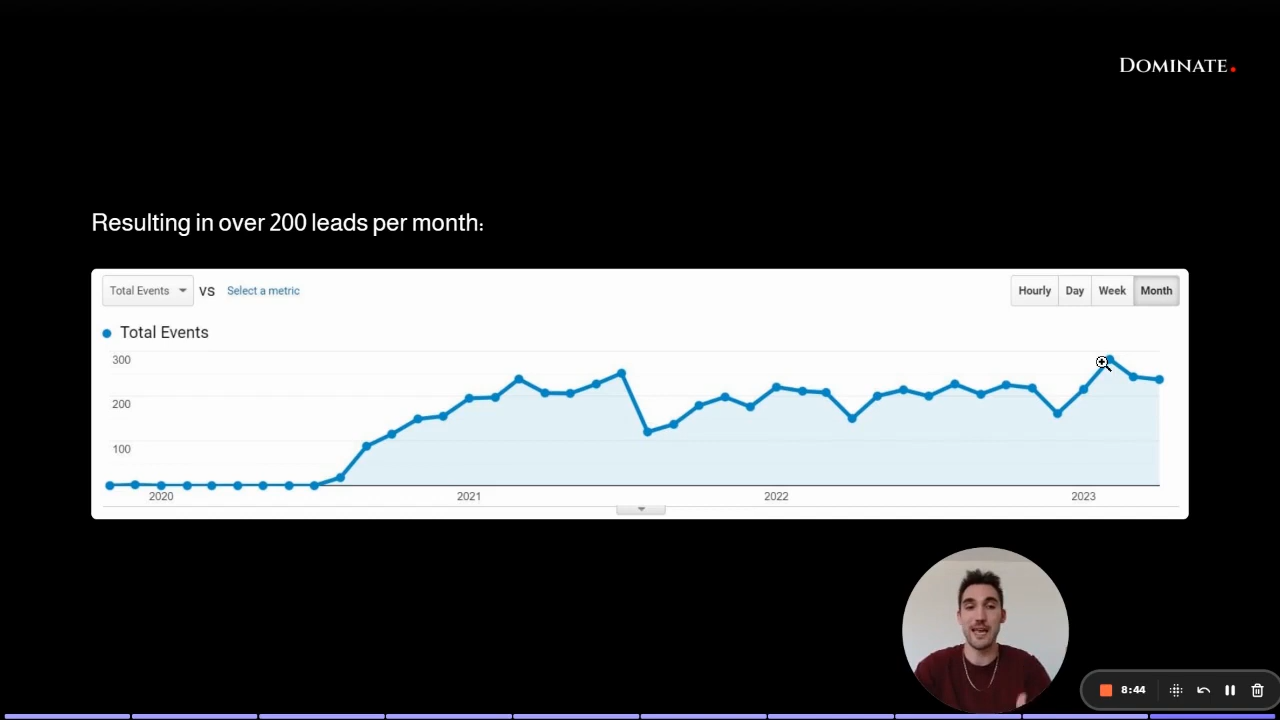 DOMINATE.
Resulting in over 200 leads per month:
Total Events VS Select a metric
Hourly Day Week Month
Total Events
300
200
100
2020 2021 2022 2023
8:44